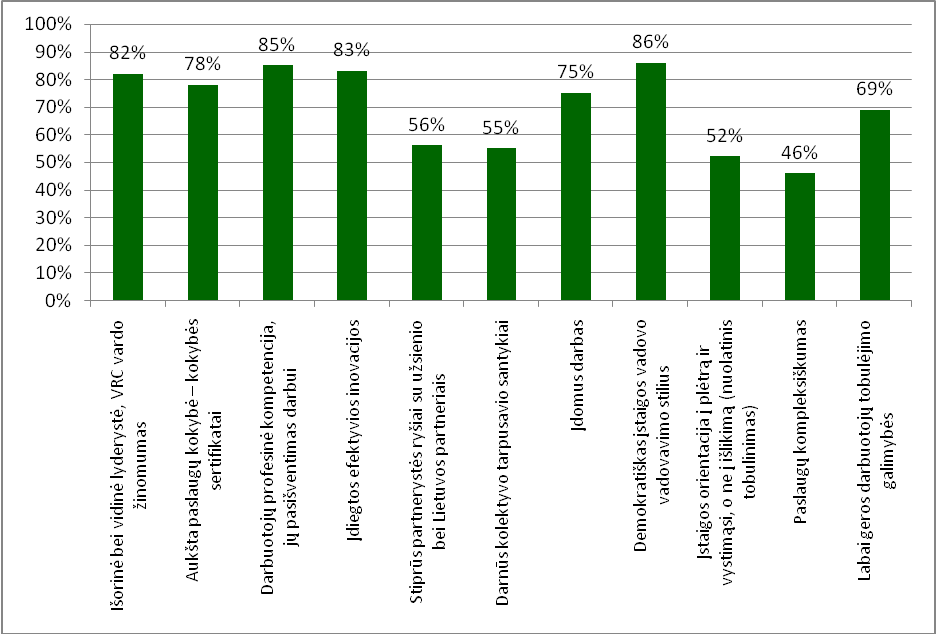 100%
90%
80%
70%
60%
50%
40%
30%
20%
10%
0%
82%
78%
85%
83%
56%
55%
75%
86%
52%
46%
69%
Išorinė bei vidinė lyderystė, VRC vardo
žinomumas
Aukšta paslaugų kokybė – kokybės
sertifikatai
Darbuotojų profesinė kompetencija,
jų pasišventimas darbui
Įdiegtos efektyvios inovacijos
Stiprūs partnerystės ryšiai su užsienio
bei Lietuvos partneriais
Darnūs kolektyvo tarpusavio santykiai
Įdomus darbas
Demokratiškas įstaigos vadovo
vadovavimo stilius
Įstaigos orientacija į plėtrą ir
vystimąsi, o ne į išlikimą (nuolatinis
tobulinimas)
Paslaugų kompleksiškumas
Labai geros darbuotojų tobulėjimo
galimybės